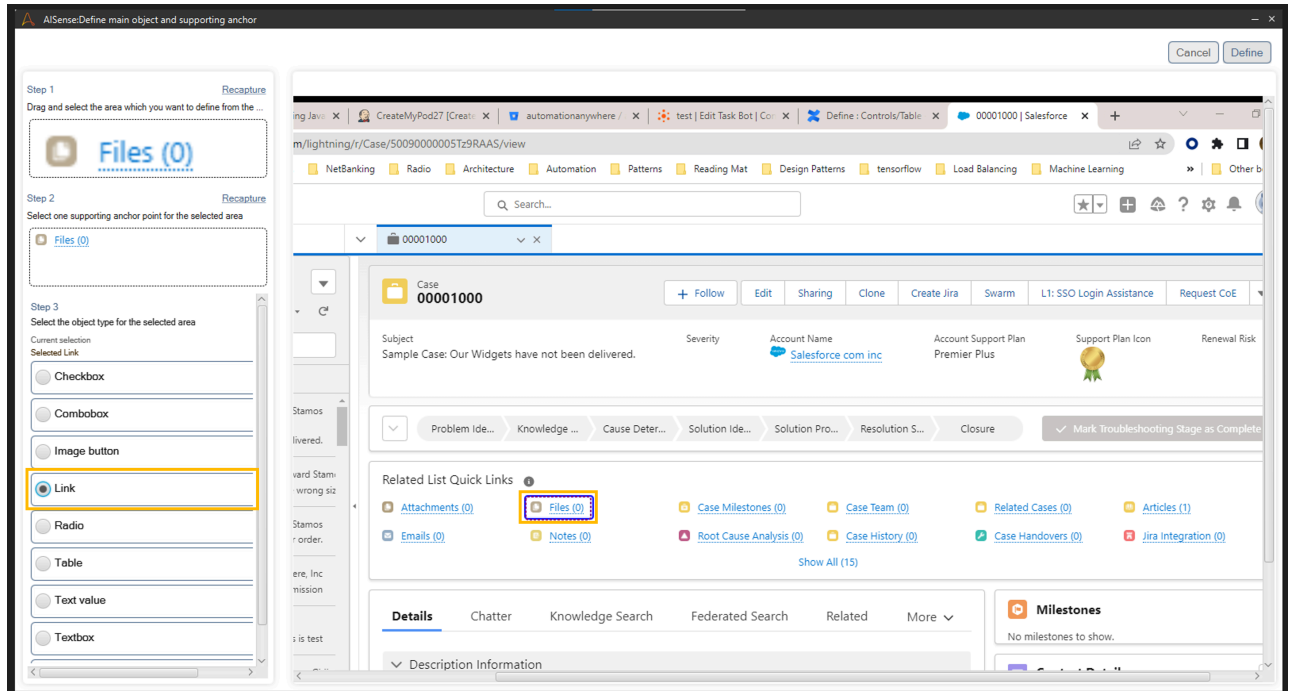 AISense:Define main object and supporting anchor
Cancel Define
Step 1 Recapture
Drag and select the area which you want to define from the ...
Files (0)
Step 2 Recapture
Select one supporting anchor point for the selected area
Files (0)
Step 3
Select the object type for the selected area
Current selection
Selected Link
Checkbox
Combobox
Image button
Link
Radio
Table
Text value
Textbox
ing Java CreateMyPod27 [Creat automationanywhere / test | Edit Task Bot | Co Define : Controls/Table 00001000 | Salesforce
m/lightning/r/Case/50090000005Tz9RAAS/view
NetBanking Radio Architecture Automation Patterns Reading Mat Design Patterns tensorflow Load Balancing Machine Learning » Other b
Search...
00001000
Case
00001000
+ Follow Edit Sharing Clone Create Jira Swarm L1: SSO Login Assistance Request CoE
Subject Severity Account Name Account Support Plan Support Plan Icon Renewal Risk
Sample Case: Our Widgets have not been delivered. Salesforce com inc Premier Plus
Stamos
livered.
Problem Ide... Knowledge ... Cause Deter... Solution Ide... Solution Pro... Resolution S... Closure Mark Troubleshooting Stage as Complete
vard Stam
wrong siz
Related List Quick Links
Attachments (0) Files (0) Case Milestones (0) Case Team (0) Related Cases (0) Articles (1)
Stamos
r order.
Emails (0) Notes (0) Root Cause Analysis (0) Case History (0) Case Handovers (0) Jira Integration (0)
Show All (15)
ere, Inc
mission
Details Chatter Knowledge Search Federated Search Related More
Milestones
No milestones to show.
s is test
Description Information